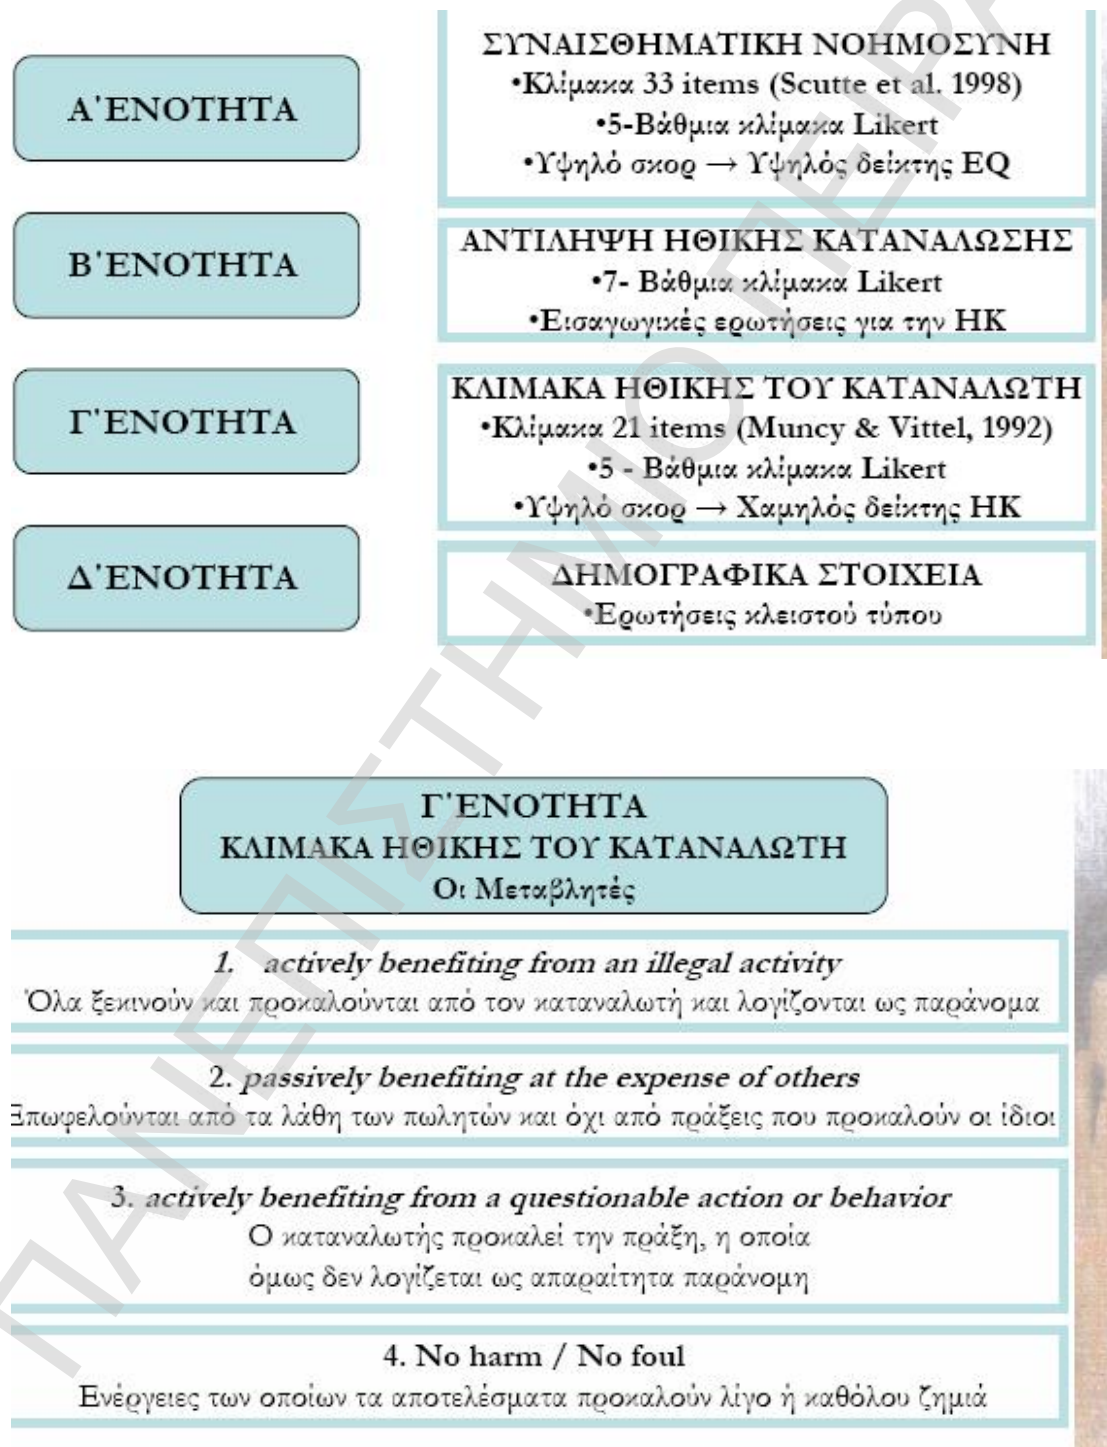 Α΄ΕΝΟΤΗΤΑ
ΣΥΝΑΙΣΘΗΜΑΤΙΚΗ ΝΟΗΜΟΣΥΝΗ
•Κλίμακα 33 items (Scutte et al. 1998)
•5-Βάθμια κλίμακα Likert
•Υψηλό σκορ → Υψηλός δείκτης EQ
Β΄ΕΝΟΤΗΤΑ
ΑΝΤΙΛΗΨΗ ΗΘΙΚΗΣ ΚΑΤΑΝΑΛΩΣΗΣ
•7- Βάθμια κλίμακα Likert
•Εισαγωγικές ερωτήσεις για την ΗΚ
Γ΄ΕΝΟΤΗΤΑ
ΚΛΙΜΑΚΑ ΗΘΙΚΗΣ ΤΟΥ ΚΑΤΑΝΑΛΩΤΗ
•Κλίμακα 21 items (Muncy & Vittel, 1992)
•5 - Βάθμια κλίμακα Likert
•Υψηλό σκορ → Χαμηλός δείκτης ΗΚ
Δ΄ΕΝΟΤΗΤΑ
ΔΗΜΟΓΡΑΦΙΚΑ ΣΤΟΙΧΕΙΑ
•Ερωτήσεις κλειστού τύπου
Γ΄ΕΝΟΤΗΤΑ
ΚΛΙΜΑΚΑ ΗΘΙΚΗΣ ΤΟΥ ΚΑΤΑΝΑΛΩΤΗ
Οι Μεταβλητές
1. actively benefiting from an illegal activity
Όλα ξεκινούν και προκαλούνται από τον καταναλωτή και λογίζονται ως παράνομα
2. passively benefiting at the expense of others
Επωφελούνται από τα λάθη των πωλητών και όχι από πράξεις που προκαλούν οι ίδιοι
3. actively benefiting from a questionable action or behavior
Ο καταναλωτής προκαλεί την πράξη, η οποία
όμως δεν λογίζεται ως απαραίτητα παράνομη
4. No harm / No foul
Ενέργειες των οποίων τα αποτελέσματα προκαλούν λίγο ή καθόλου ζημιά
ΠΑΝΕΠΙΣΤΗΜΙΟ ΠΕΙΡΑ